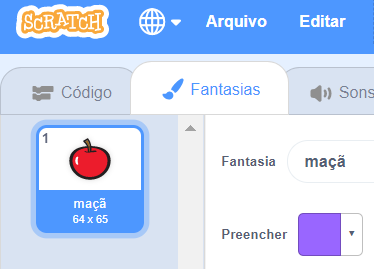 SCRATCH
Arquivo Editar
Código Fantasias Sons
1
maçã
64 x 65
Fantasia maçã
Preencher